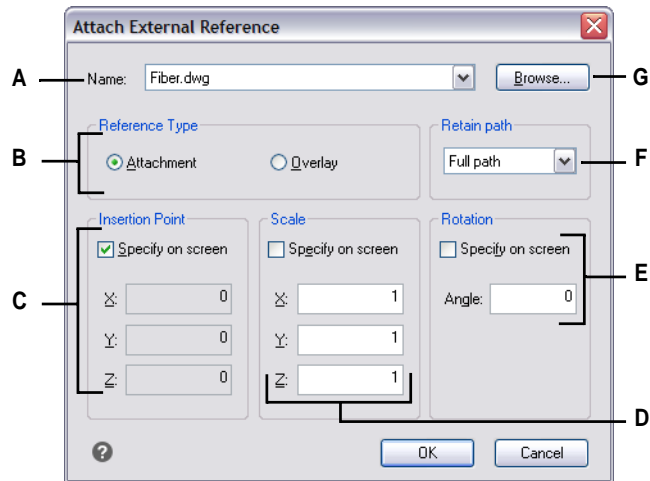 Attach External Reference
A Name: Fiber.dwg Browse... G
Reference Type Retain path
B Attachment Overlay Full path F
Insertion Point Scale Rotation
Specify on screen Specify on screen Specify on screen
E
C X: 0 X: 1 Angle: 0
Y: 0 Y: 1
Z: 0 Z: 1
D
? OK Cancel